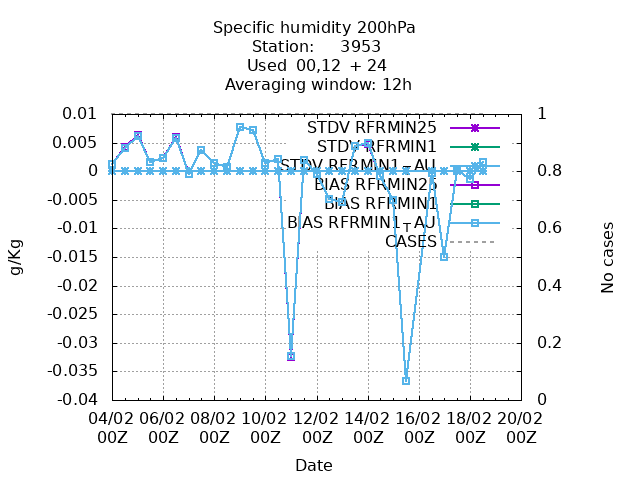 Specific humidity 200hPa
Station: 3953
Used 00,12 + 24
Averaging window: 12h
0.01
0.005
0
-0.005
-0.01
-0.015
-0.02
-0.025
-0.03
-0.035
-0.04
g/Kg
STDV RFRMIN25
STDV RFRMIN1
STDV RFRMIN1_AU
BIAS RFRMIN25
BIAS RFRMIN1
BIAS RFRMIN1_AU
CASES
1
0.8
0.6
0.4
0.2
0
No cases
04/02 06/02 08/02 10/02 12/02 14/02 16/02 18/02 20/02
00Z 00Z 00Z 00Z 00Z 00Z 00Z 00Z 00Z
Date